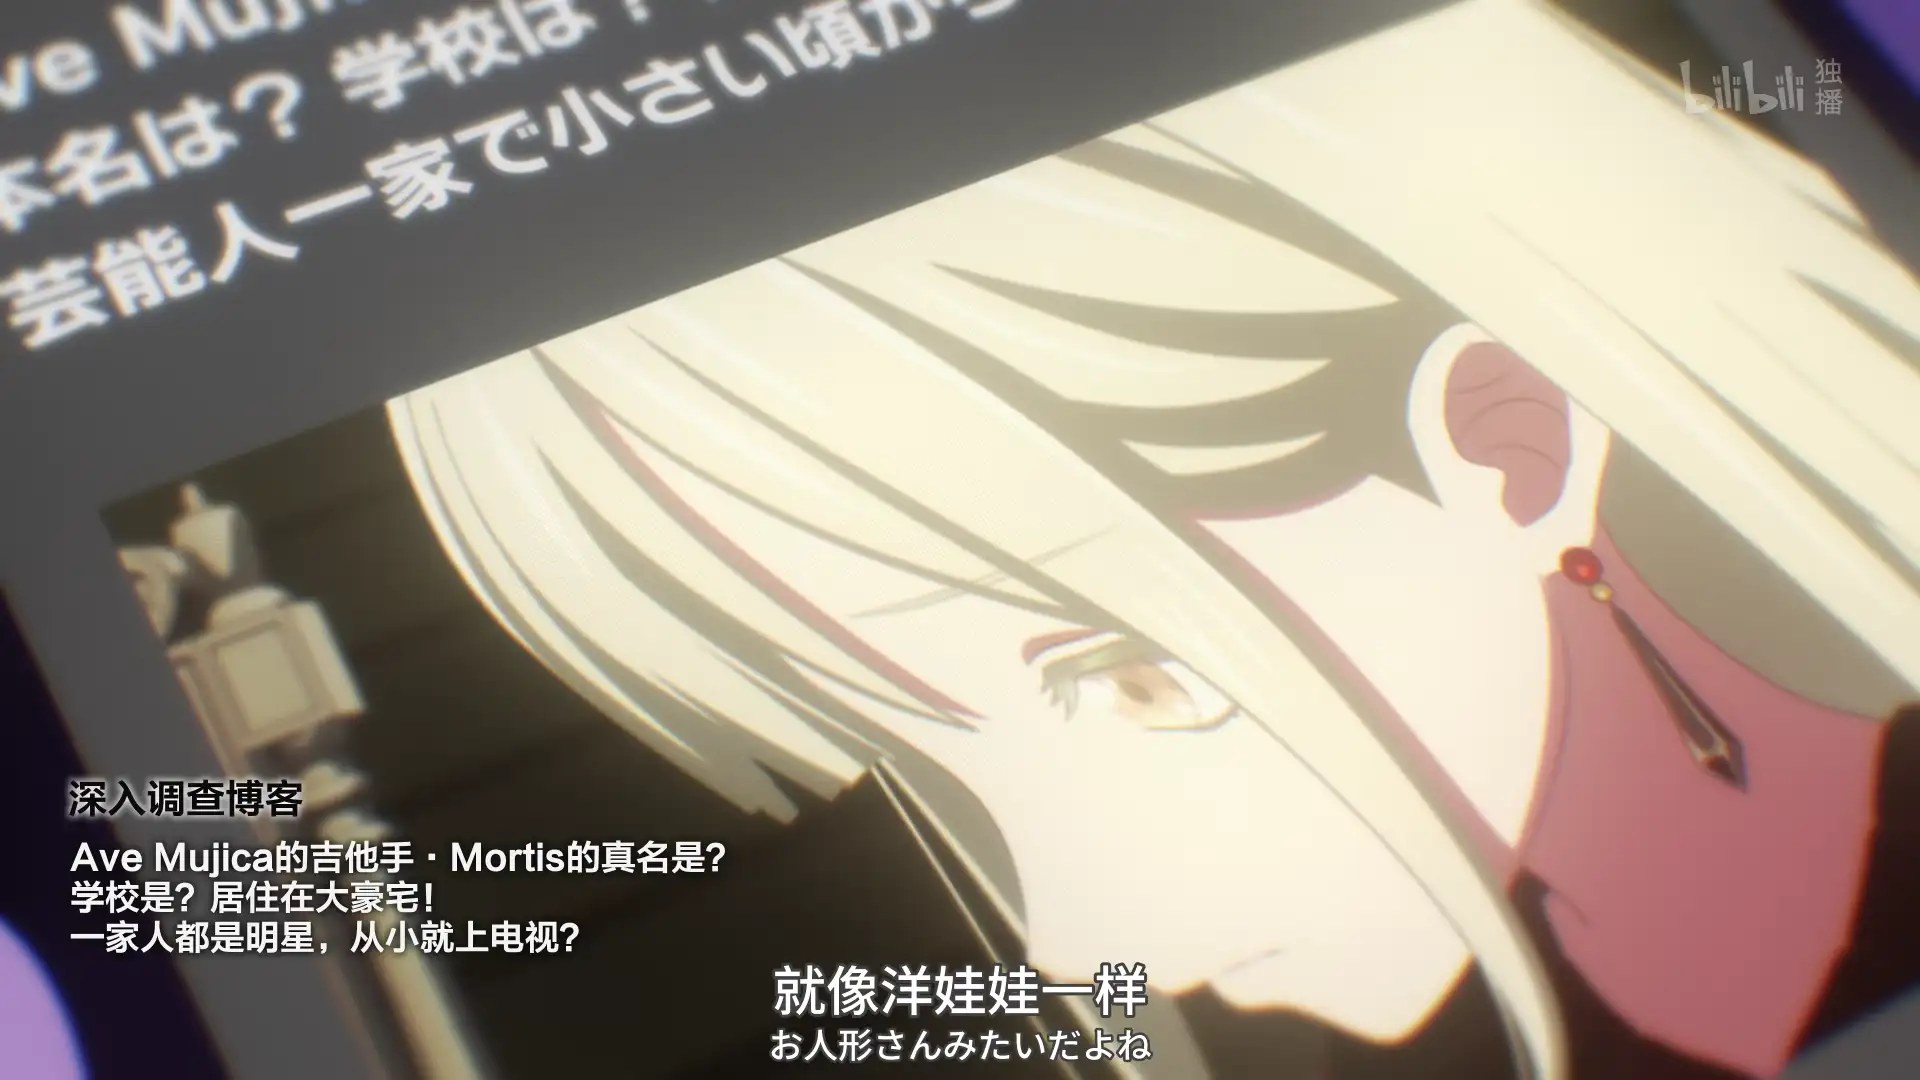 ve Muji
本名は？ 学校は？
芸能人一家で小さい頃から
bilibili 独播
深入调查博客
Ave Mujica的吉他手·Mortis的真名是？
学校是？居住在大豪宅！
一家人都是明星，从小就上电视？
就像洋娃娃一样
お人形さんみたいだよね